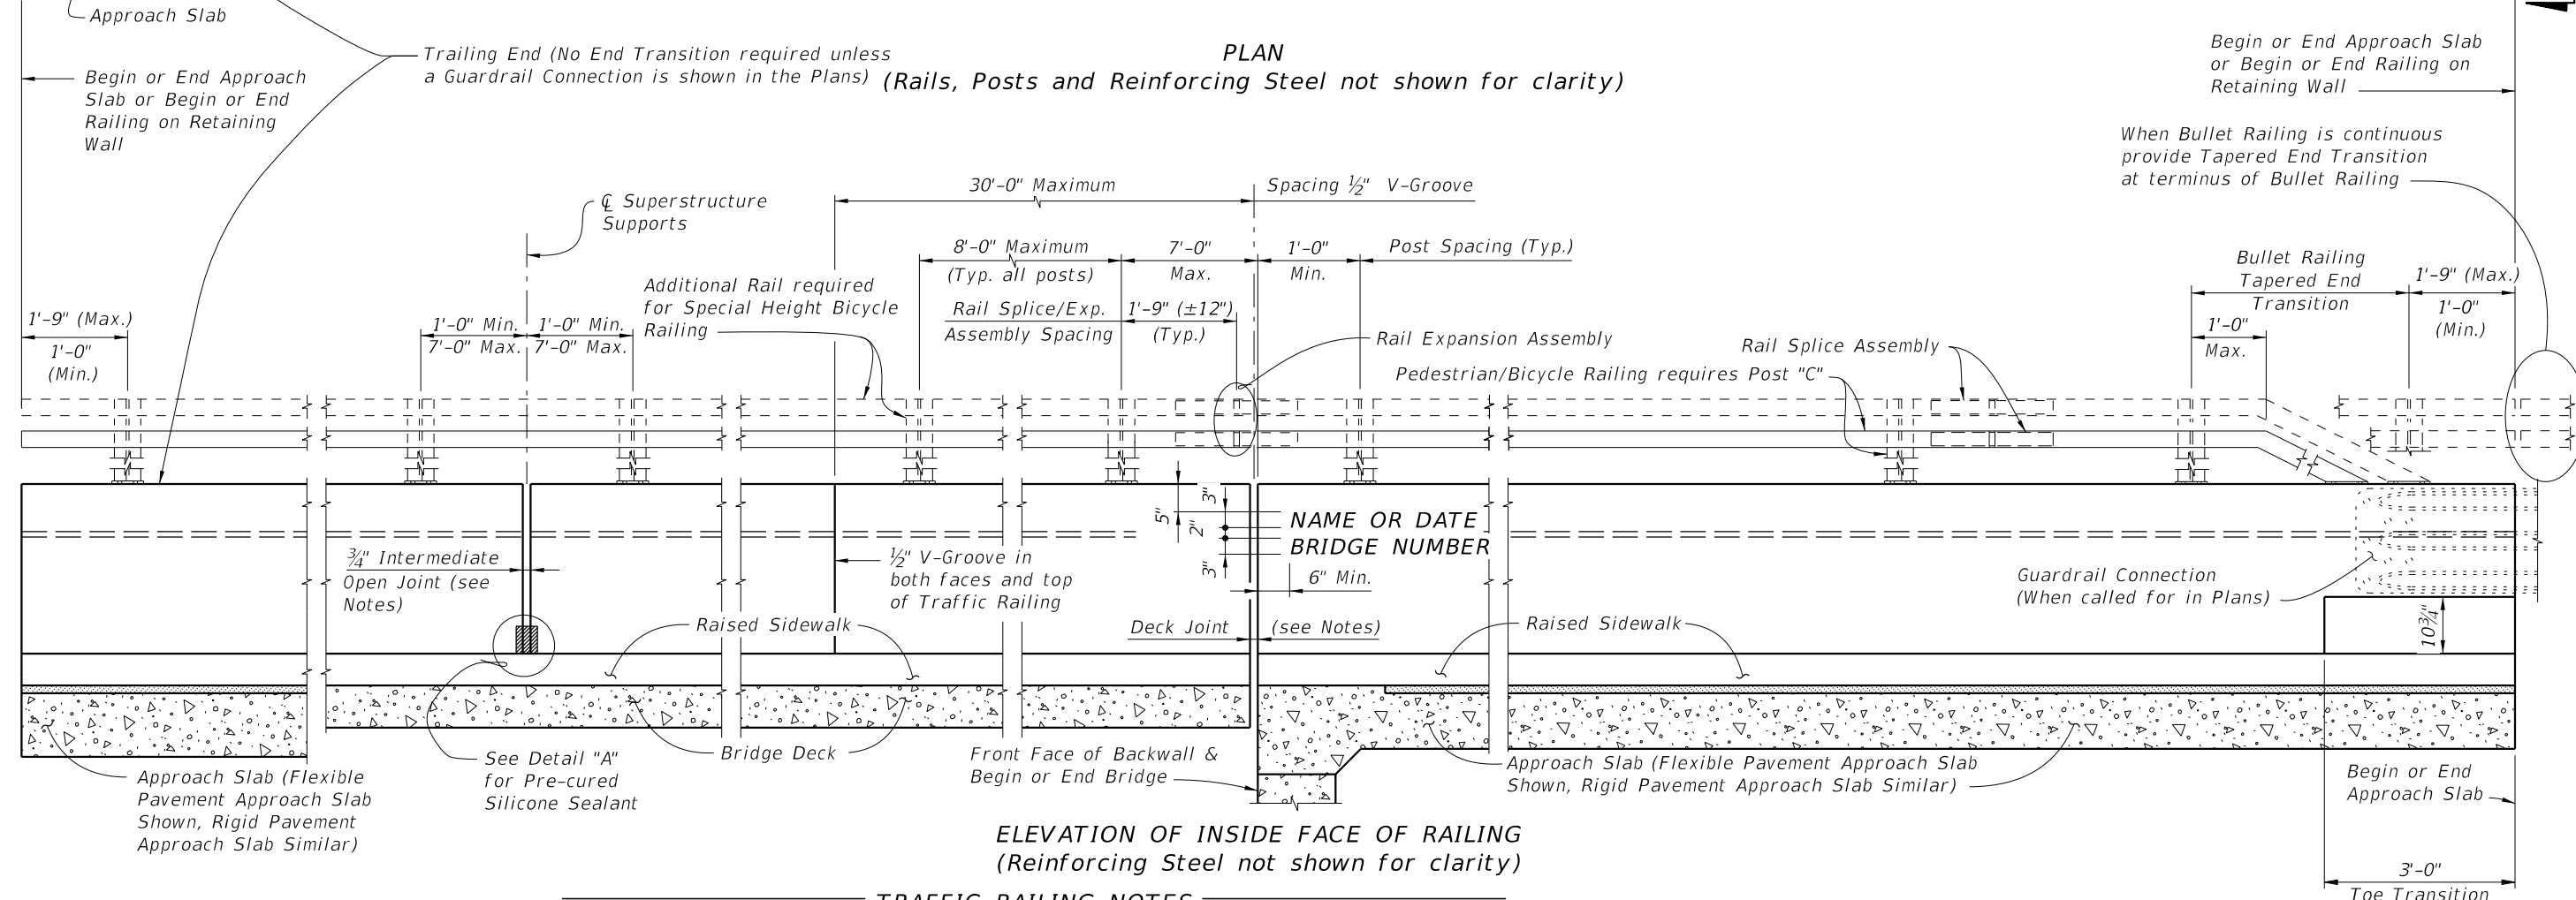 Approach Slab
Trailing End (No End Transition required unless
a Guardrail Connection is shown in the Plans)
PLAN
(Rails, Posts and Reinforcing Steel not shown for clarity)
Begin or End Approach
Slab or Begin or End
Railing on Retaining
Wall
Begin or End Approach Slab
or Begin or End Railing on
Retaining Wall
When Bullet Railing is continuous
provide Tapered End Transition
at terminus of Bullet Railing
℄ Superstructure
Supports
30'-0" Maximum
Spacing ½" V-Groove
8'-0" Maximum
(Typ. all posts)
7'-0"
Max.
1'-0"
Min.
Post Spacing (Typ.)
Bullet Railing
Tapered End
Transition
1'-9" (Max.)
1'-0"
(Min.)
1'-0"
Max.
Additional Rail required
for Special Height Bicycle
Railing
Rail Splice/Exp.
Assembly Spacing
1'-9" (±12")
(Typ.)
1'-9" (Max.)
1'-0"
(Min.)
1'-0" Min.
7'-0" Max.
1'-0" Min.
7'-0" Max.
Rail Expansion Assembly
Rail Splice Assembly
Pedestrian/Bicycle Railing requires Post "C"
3"
5"
2"
3"
NAME OR DATE
BRIDGE NUMBER
6" Min.
¾" Intermediate
Open Joint (see
Notes)
½" V-Groove in
both faces and top
of Traffic Railing
Guardrail Connection
(When called for in Plans)
10¾"
Raised Sidewalk
Deck Joint
(see Notes)
Raised Sidewalk
See Detail "A"
for Pre-cured
Silicone Sealant
Bridge Deck
Front Face of Backwall &
Begin or End Bridge
Approach Slab (Flexible Pavement Approach Slab
Shown, Rigid Pavement Approach Slab Similar)
Begin or End
Approach Slab
Approach Slab (Flexible
Pavement Approach Slab
Shown, Rigid Pavement
Approach Slab Similar)
ELEVATION OF INSIDE FACE OF RAILING
(Reinforcing Steel not shown for clarity)
3'-0"
Toe Transition
TRAFFIC RAILING NOTES